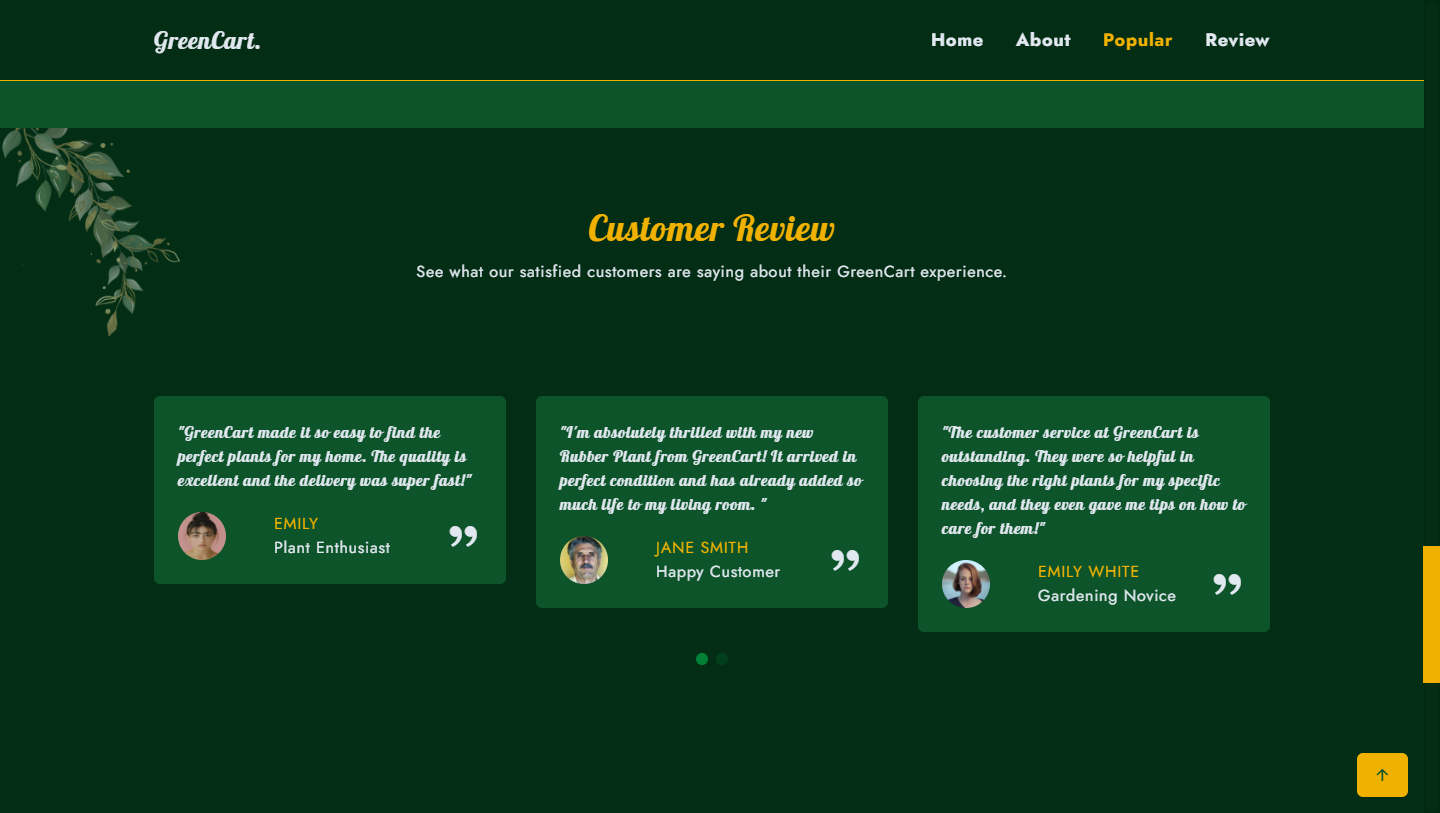 GreenCart.
Home About Popular Review
Customer Review
See what our satisfied customers are saying about their GreenCart experience.
"GreenCart made it so easy to find the
perfect plants for my home. The quality is
excellent and the delivery was super fast!"
EMILY
Plant Enthusiast
"I'm absolutely thrilled with my new
Rubber Plant from GreenCart! It arrived in
perfect condition and has already added so
much life to my living room. "
JANE SMITH
Happy Customer
"The customer service at GreenCart is
outstanding. They were so helpful in
choosing the right plants for my specific
needs, and they even gave me tips on how to
care for them!"
EMILY WHITE
Gardening Novice